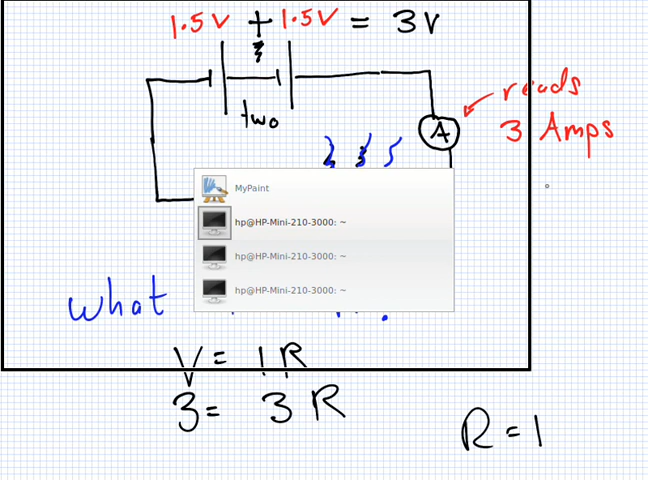 1.5V + 1.5V = 3V
two
reads
A
3 Amps
MyPaint
hp@HP-Mini-210-3000: ~
hp@HP-Mini-210-3000: ~
hp@HP-Mini-210-3000: ~
what
V = I R
3 = 3 R
R = 1